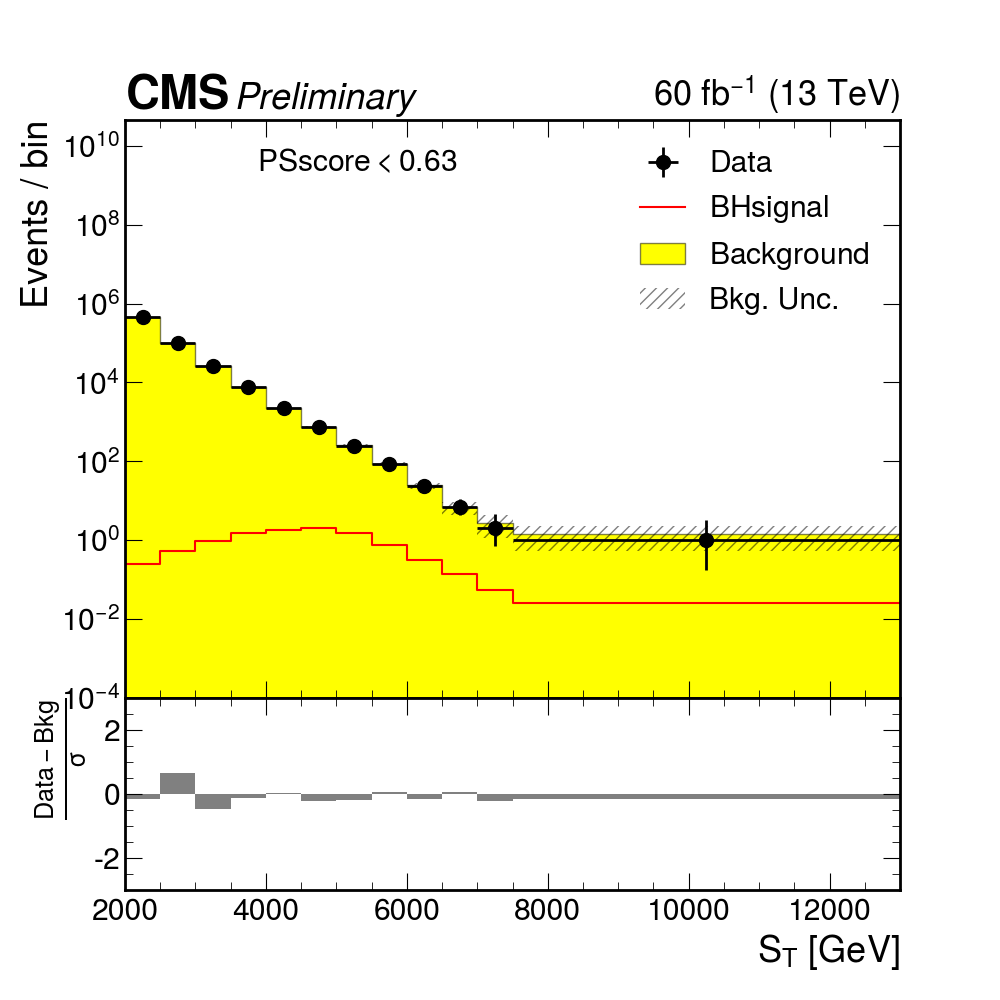 CMS Preliminary 60 fb⁻¹ (13 TeV)
Events / bin
PSscore < 0.63
Data
BHsignal
Background
Bkg. Unc.
10¹⁰
10⁸
10⁶
10⁴
10²
10⁰
10⁻²
10⁻⁴
Data – Bkg
σ
2
0
-2
2000 4000 6000 8000 10000 12000
S_T [GeV]